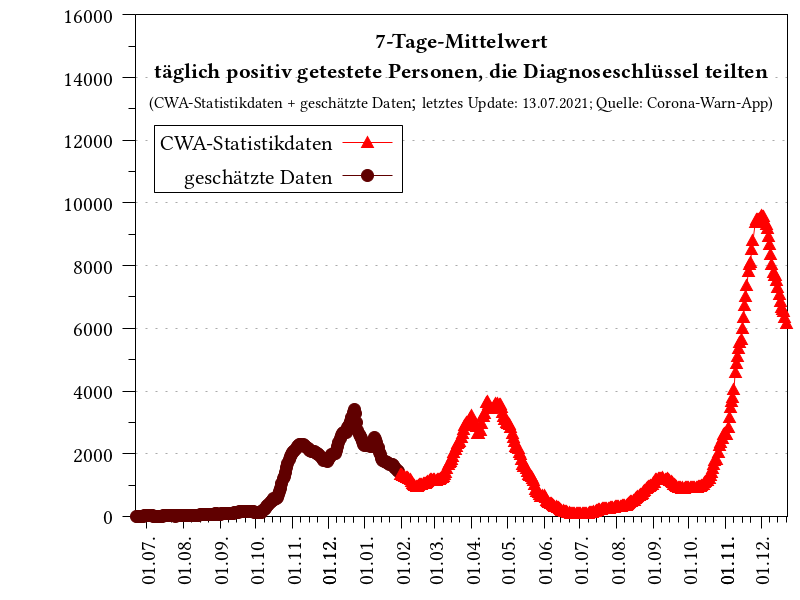 7-Tage-Mittelwert
täglich positiv getestete Personen, die Diagnoseschlüssel teilten
(CWA-Statistikdaten + geschätzte Daten; letztes Update: 13.07.2021; Quelle: Corona-Warn-App)
CWA-Statistikdaten
geschätzte Daten
16000
14000
12000
10000
8000
6000
4000
2000
0
01.07. 01.08. 01.09. 01.10. 01.11. 01.12. 01.01. 01.02. 01.03. 01.04. 01.05. 01.06. 01.07. 01.08. 01.09. 01.10. 01.11. 01.12.